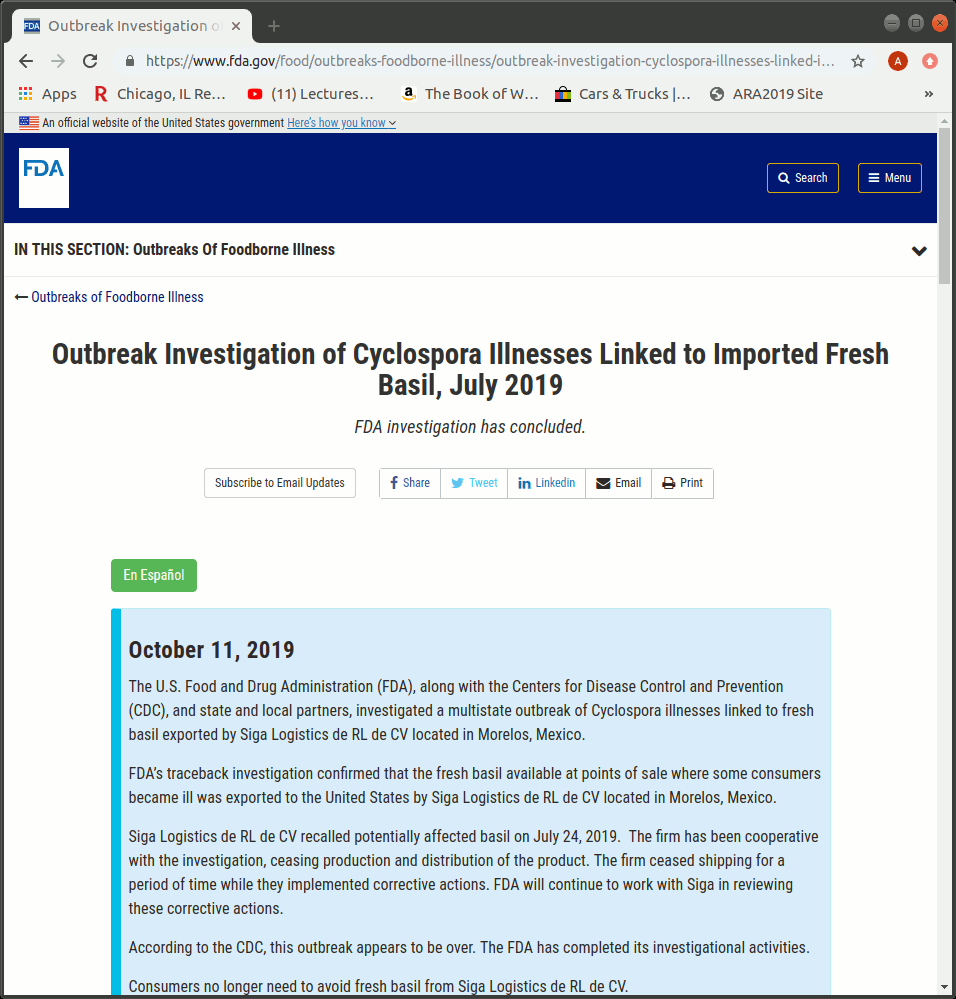 FDA Outbreak Investigation o
https://www.fda.gov/food/outbreaks-foodborne-illness/outbreak-investigation-cyclospora-illnesses-linked-i...
A
Apps
Chicago, IL Re...
(11) Lectures...
The Book of W...
Cars & Trucks |...
ARA2019 Site
»
An official website of the United States government Here's how you know
FDA
Search
Menu
IN THIS SECTION: Outbreaks Of Foodborne Illness
Outbreaks of Foodborne Illness
Outbreak Investigation of Cyclospora Illnesses Linked to Imported Fresh
Basil, July 2019
FDA investigation has concluded.
Subscribe to Email Updates
Share
Tweet
Linkedin
Email
Print
En Español
October 11, 2019
The U.S. Food and Drug Administration (FDA), along with the Centers for Disease Control and Prevention
(CDC), and state and local partners, investigated a multistate outbreak of Cyclospora illnesses linked to fresh
basil exported by Siga Logistics de RL de CV located in Morelos, Mexico.
FDA's traceback investigation confirmed that the fresh basil available at points of sale where some consumers
became ill was exported to the United States by Siga Logistics de RL de CV located in Morelos, Mexico.
Siga Logistics de RL de CV recalled potentially affected basil on July 24, 2019.  The firm has been cooperative
with the investigation, ceasing production and distribution of the product. The firm ceased shipping for a
period of time while they implemented corrective actions. FDA will continue to work with Siga in reviewing
these corrective actions.
According to the CDC, this outbreak appears to be over. The FDA has completed its investigational activities.
Consumers no longer need to avoid fresh basil from Siga Logistics de RL de CV.